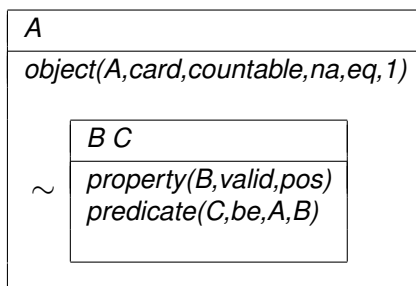 A
object(A,card,countable,na,eq,1)
B C
∼
property(B,valid,pos)
predicate(C,be,A,B)